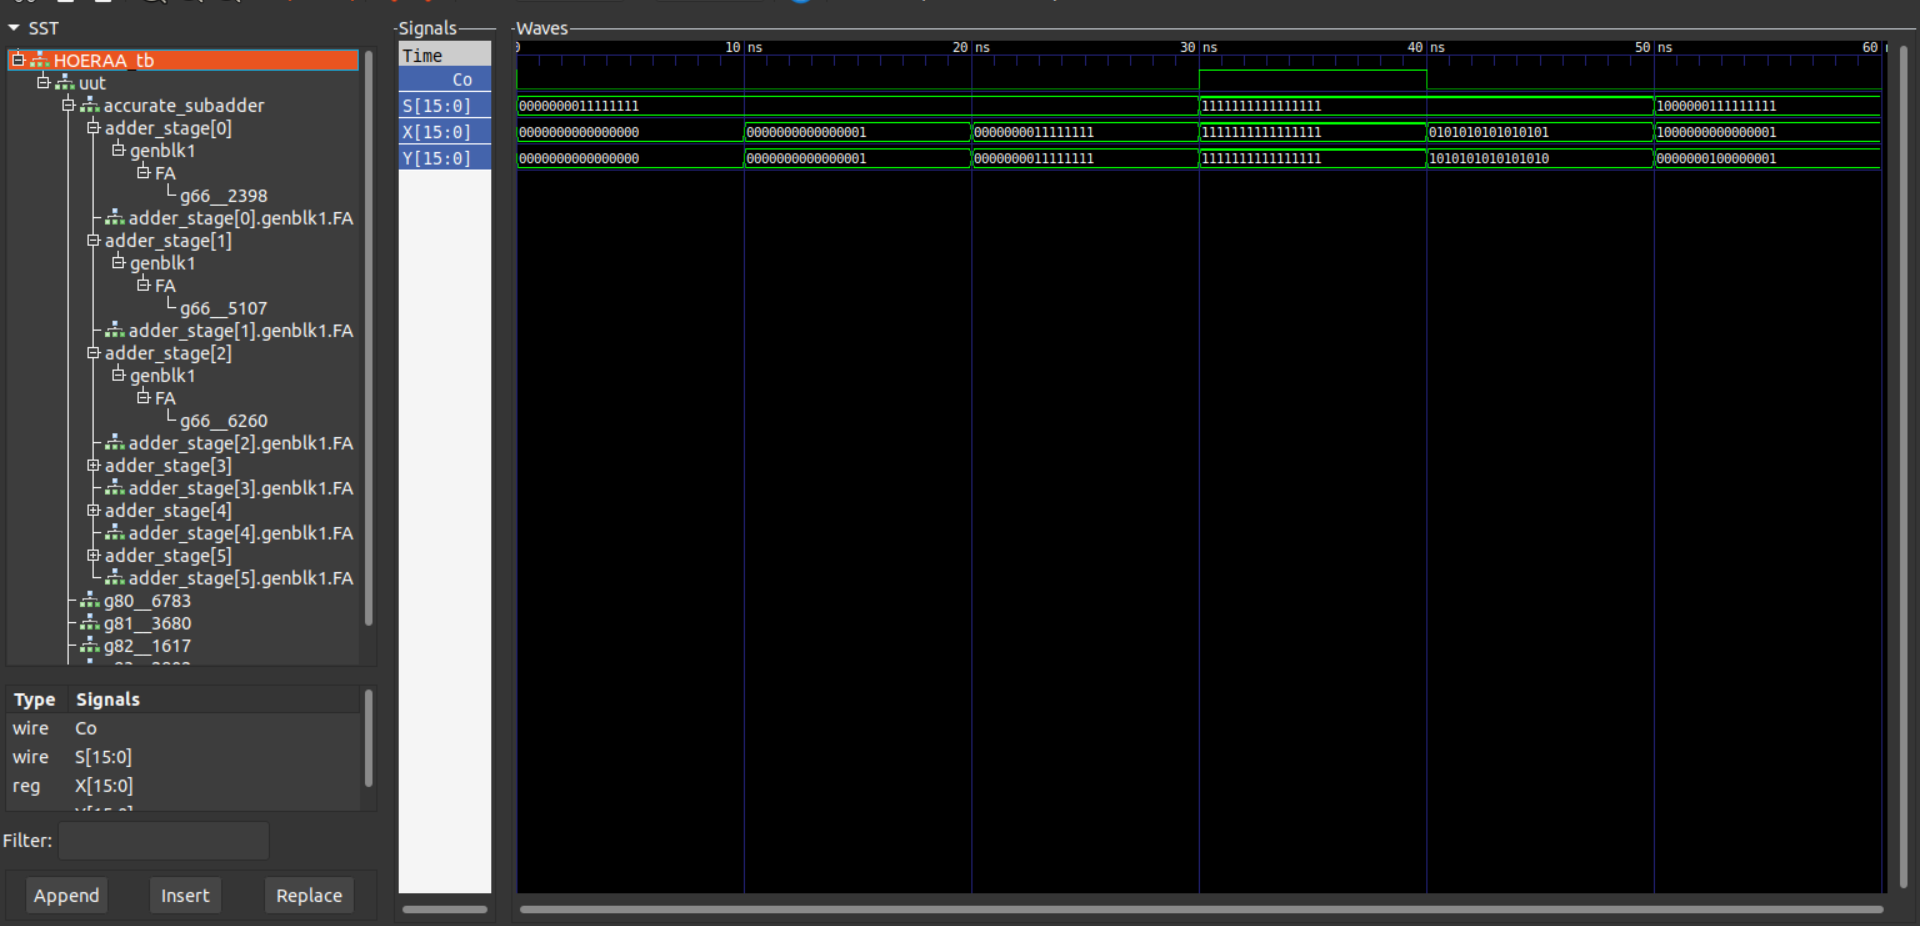 SST
HOERAA_tb
uut
accurate_subadder
adder_stage[0]
genblk1
FA
g66__2398
adder_stage[0].genblk1.FA
adder_stage[1]
genblk1
FA
g66__5107
adder_stage[1].genblk1.FA
adder_stage[2]
genblk1
FA
g66__6260
adder_stage[2].genblk1.FA
adder_stage[3]
adder_stage[3].genblk1.FA
adder_stage[4]
adder_stage[4].genblk1.FA
adder_stage[5]
adder_stage[5].genblk1.FA
g80__6783
g81__3680
g82__1617
Type Signals
wire Co
wire S[15:0]
reg X[15:0]
Filter:
Append Insert Replace
Signals
Time
Co
S[15:0]
X[15:0]
Y[15:0]
Waves
0 10 ns 20 ns 30 ns 40 ns 50 ns 60
0000000011111111 1111111111111111 1000000111111111
0000000000000000 0000000000000001 0000000011111111 1111111111111111 0101010101010101 1000000000000001
0000000000000000 0000000000000001 0000000011111111 1111111111111111 1010101010101010 0000000100000001